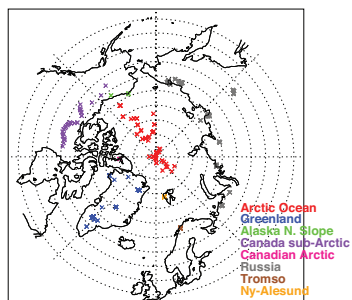 Arctic Ocean
Greenland
Alaska N. Slope
Canada sub-Arctic
Canadian Arctic
Russia
Tromso
Ny-Alesund